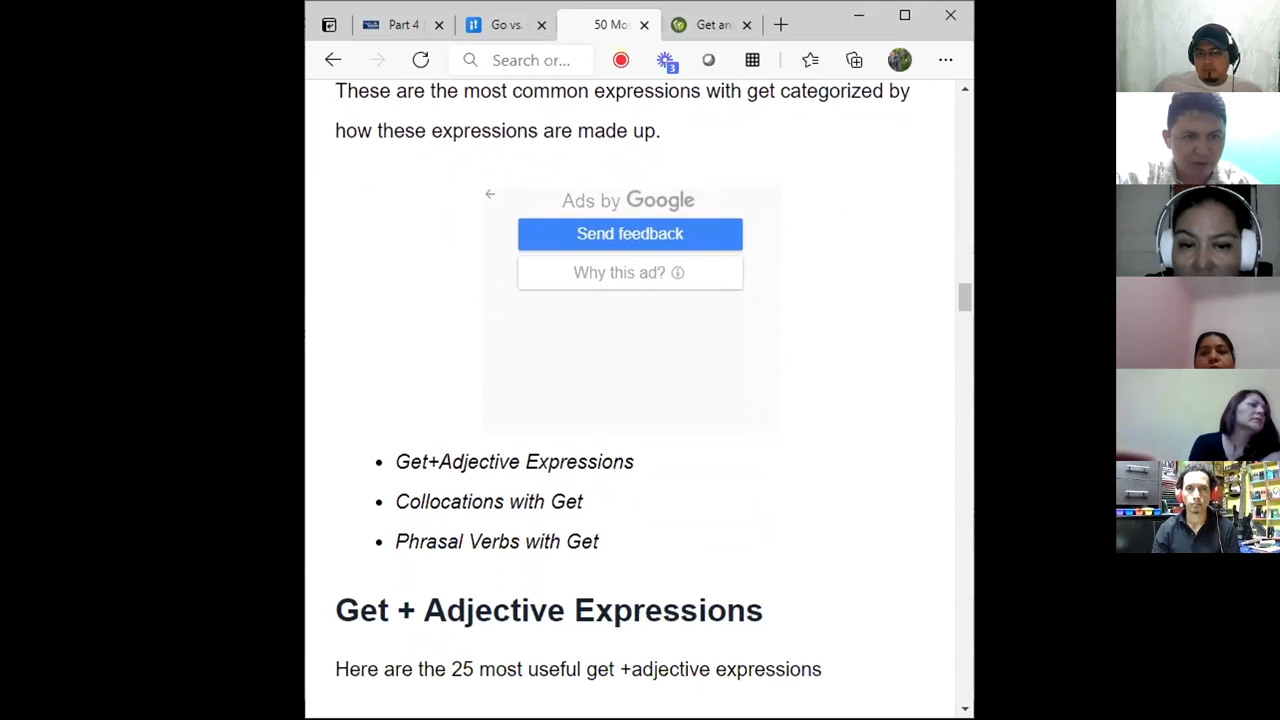 Part 4
Go vs.
50 Mo
Get an
Search or...
3
These are the most common expressions with get categorized by
how these expressions are made up.
Ads by Google
Send feedback
Why this ad?
Get+Adjective Expressions
Collocations with Get
Phrasal Verbs with Get
Get + Adjective Expressions
Here are the 25 most useful get +adjective expressions